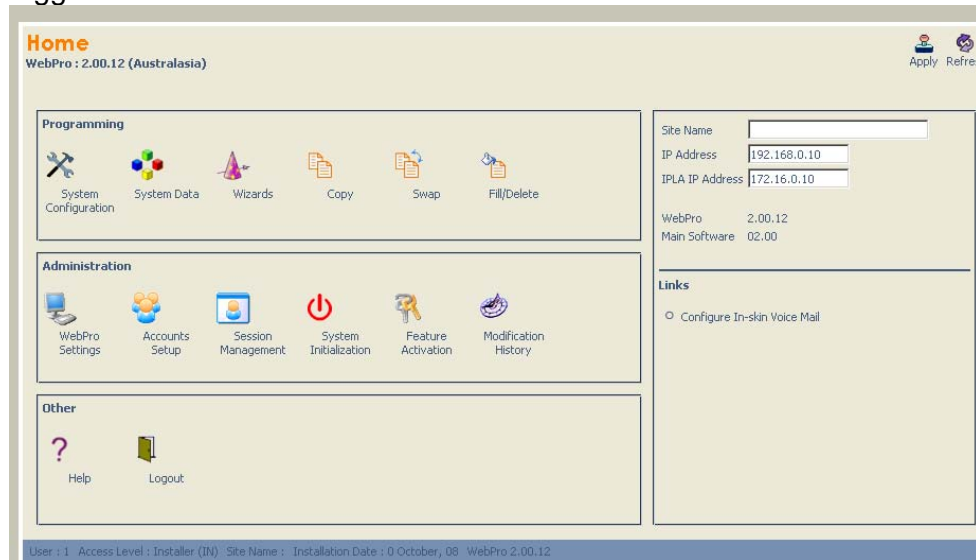 Home
WebPro : 2.00.12 (Australasia)
Apply
Programming
System Configuration
System Data
Wizards
Copy
Swap
Fill/Delete
Administration
WebPro Settings
Accounts Setup
Session Management
System Initialization
Feature Activation
Modification History
Other
Help
Logout
Site Name
IP Address 192.168.0.10
IPLA IP Address 172.16.0.10
WebPro 2.00.12
Main Software 02.00
Links
Configure In-skin Voice Mail
User : 1 Access Level : Installer (IN) Site Name : Installation Date : 0 October, 08 WebPro 2.00.12